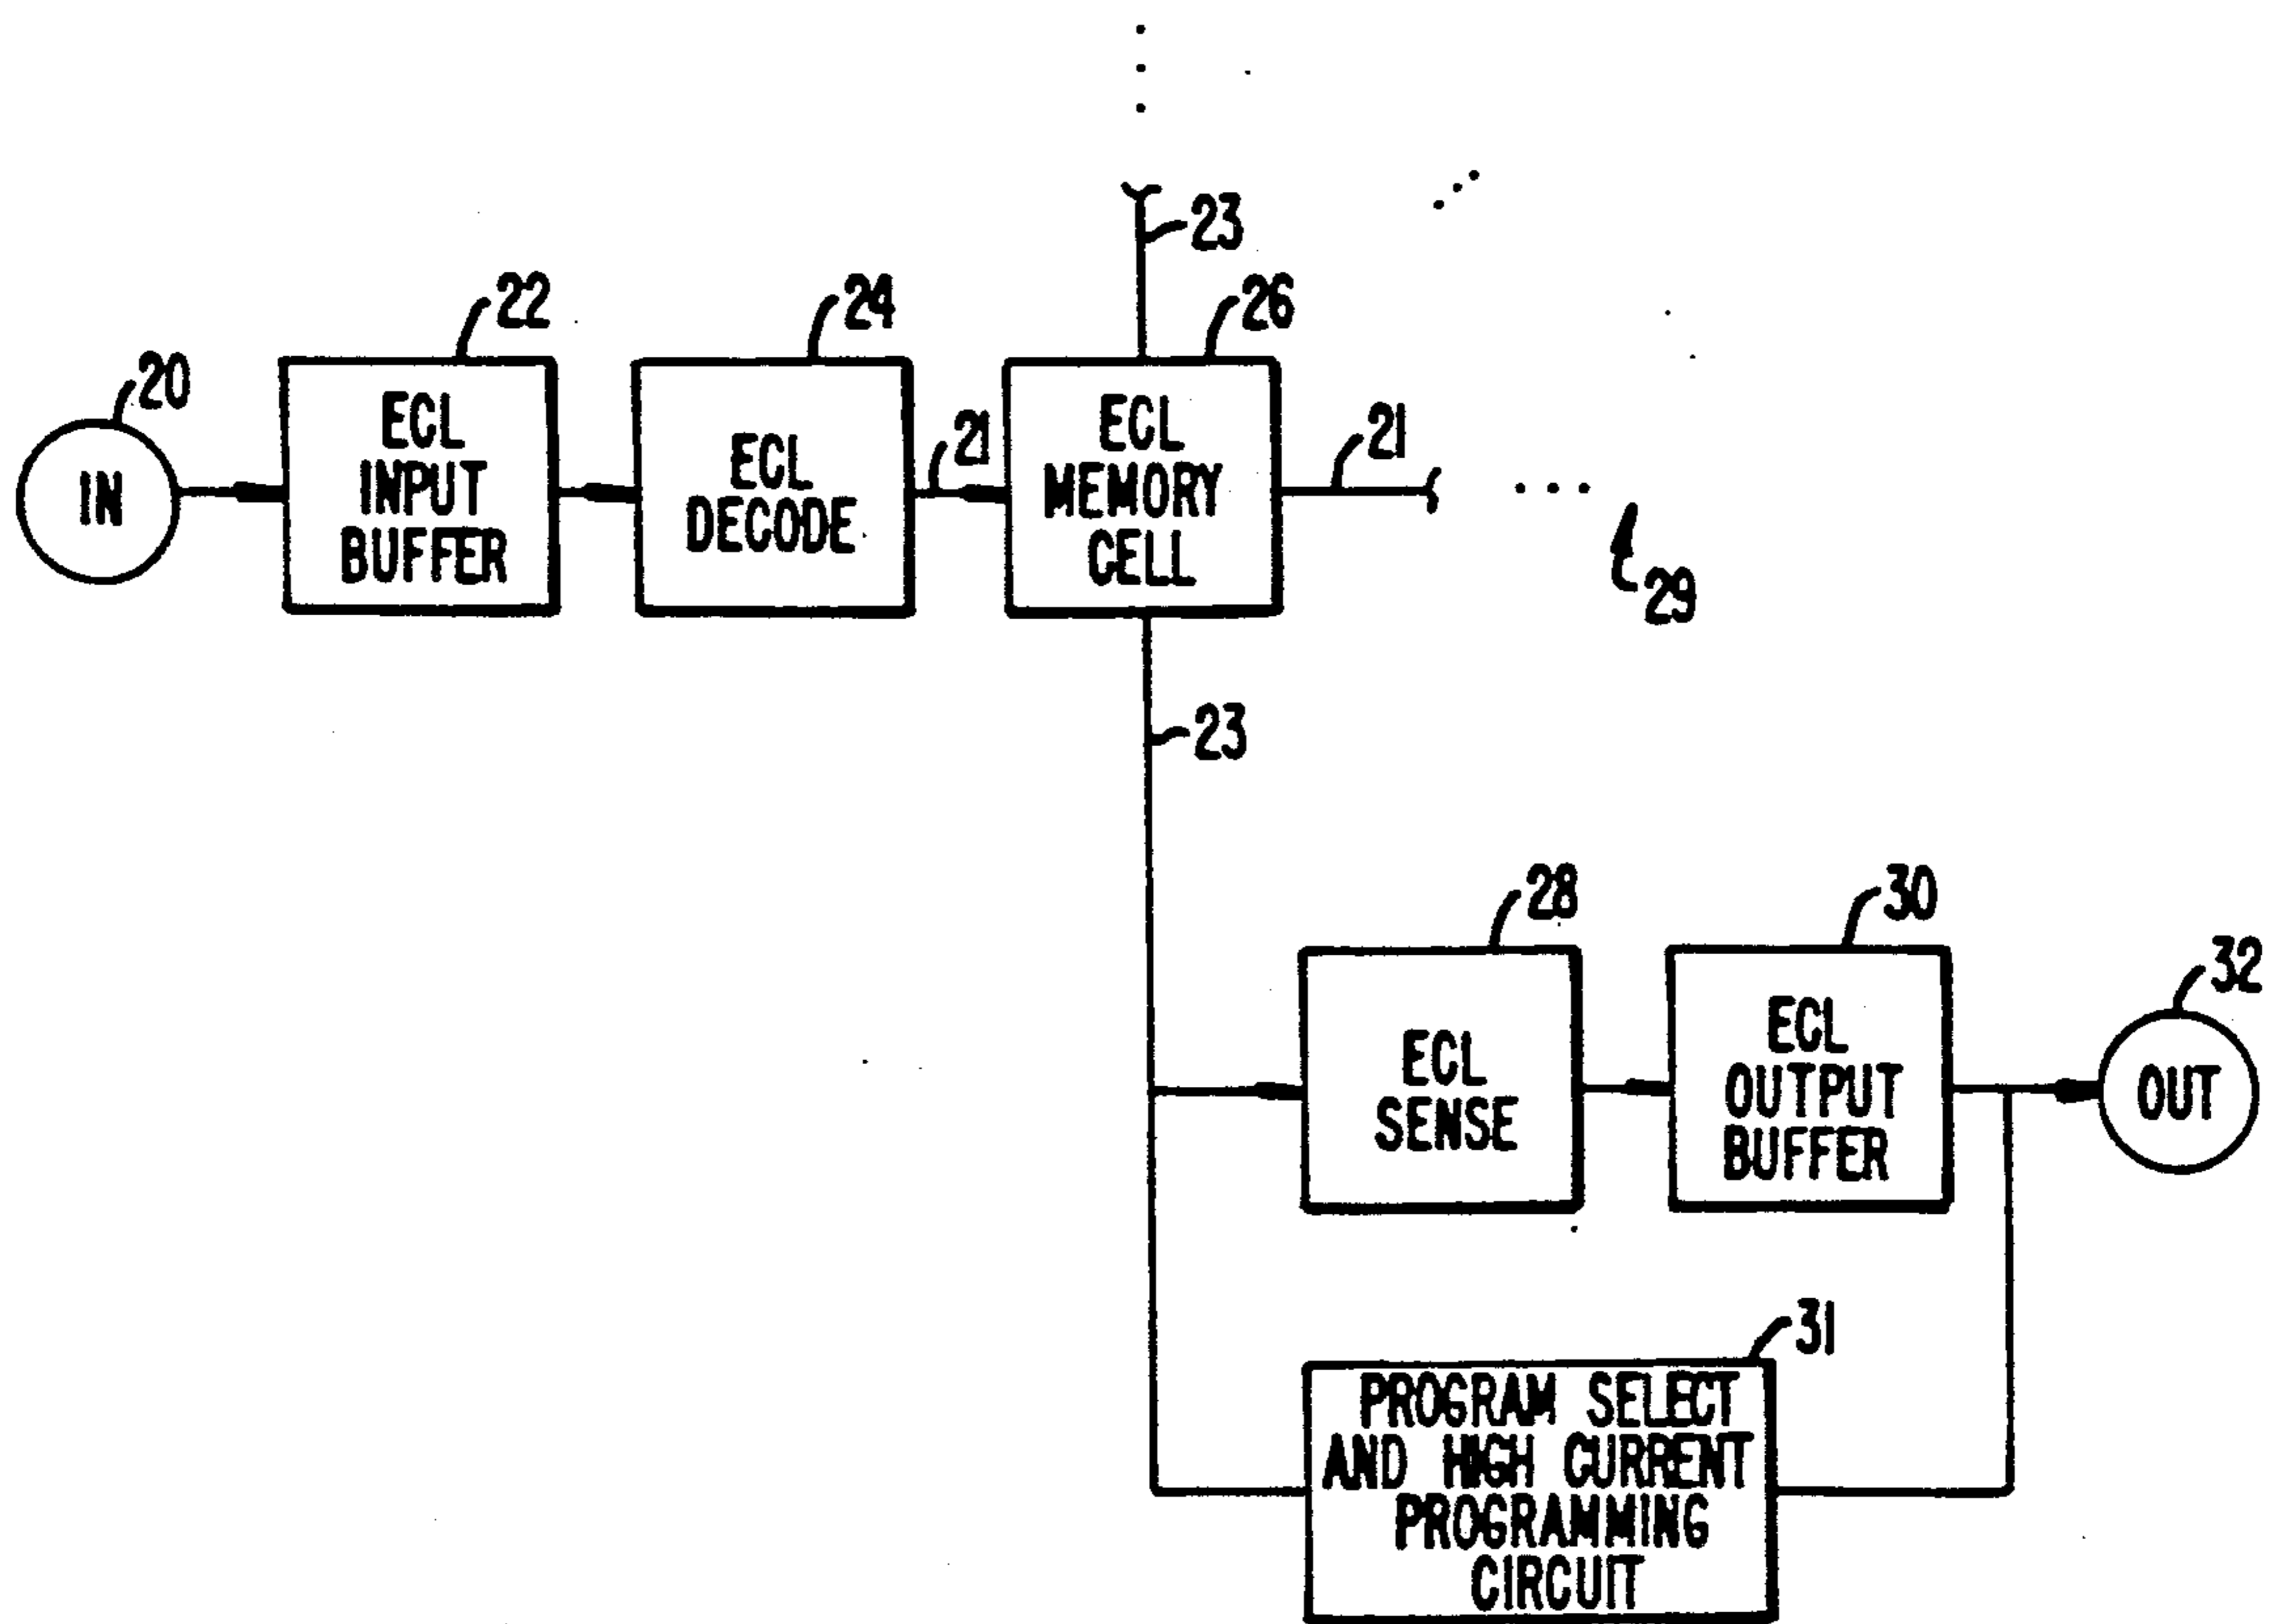 23
22
24
26
20
IN
ECL
INPUT
BUFFER
ECL
DECODE
21
ECL
MEMORY
CELL
21
29
23
28
30
32
ECL
SENSE
ECL
OUTPUT
BUFFER
OUT
31
PROGRAM SELECT
AND HIGH CURRENT
PROGRAMMING
CIRCUIT